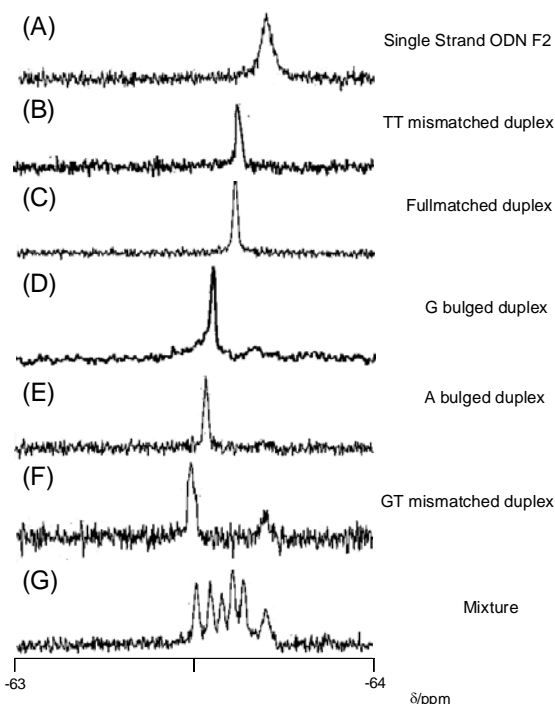 (A)
Single Strand ODN F2
(B)
TT mismatched duplex
(C)
Fullmatched duplex
(D)
G bulged duplex
(E)
A bulged duplex
(F)
GT mismatched duplex
(G)
Mixture
-63
-64
δ/ppm